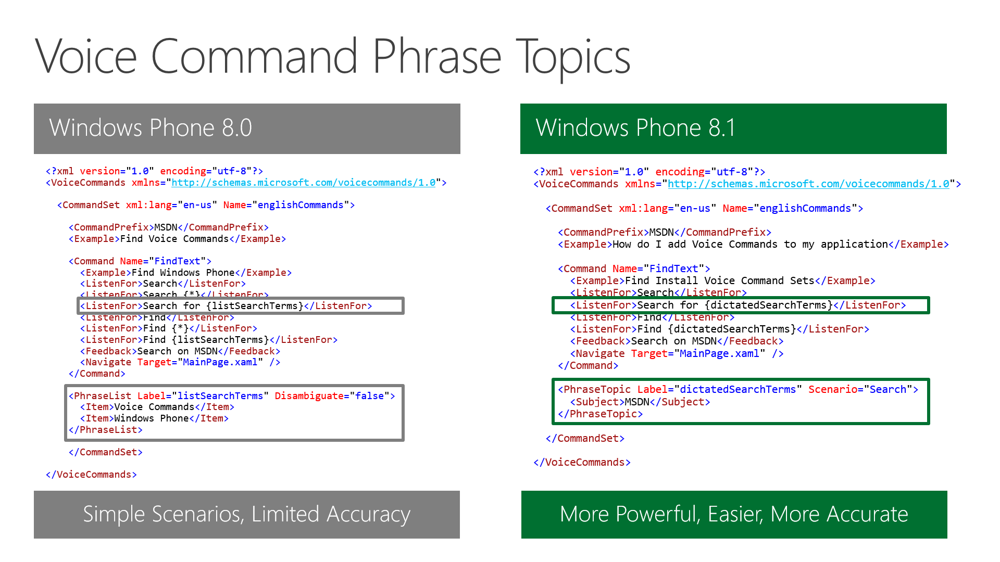 Voice Command Phrase Topics
Windows Phone 8.0
<?xml version="1.0" encoding="utf-8"?>
<VoiceCommands xmlns="http://schemas.microsoft.com/voicecommands/1.0">
<CommandSet xml:lang="en-us" Name="englishCommands">
<CommandPrefix>MSDN</CommandPrefix>
<Example>Find Voice Commands</Example>
<Command Name="FindText">
<Example>Find Windows Phone</Example>
<ListenFor>Search</ListenFor>
<ListenFor>Search {*}</ListenFor>
<ListenFor>Search for {listSearchTerms}</ListenFor>
<ListenFor>Find</ListenFor>
<ListenFor>Find {*}</ListenFor>
<ListenFor>Find {listSearchTerms}</ListenFor>
<Feedback>Search on MSDN</Feedback>
<Navigate Target="MainPage.xaml" />
</Command>
<PhraseList Label="listSearchTerms" Disambiguate="false">
<Item>Voice Commands</Item>
<Item>Windows Phone</Item>
</PhraseList>
</CommandSet>
</VoiceCommands>
Simple Scenarios, Limited Accuracy
Windows Phone 8.1
<?xml version="1.0" encoding="utf-8"?>
<VoiceCommands xmlns="http://schemas.microsoft.com/voicecommands/1.0">
<CommandSet xml:lang="en-us" Name="englishCommands">
<CommandPrefix>MSDN</CommandPrefix>
<Example>How do I add Voice Commands to my application</Example>
<Command Name="FindText">
<Example>Find Install Voice Command Sets</Example>
<ListenFor>Search</ListenFor>
<ListenFor>Search for {dictatedSearchTerms}</ListenFor>
<ListenFor>Find</ListenFor>
<ListenFor>Find {dictatedSearchTerms}</ListenFor>
<Feedback>Search on MSDN</Feedback>
<Navigate Target="MainPage.xaml" />
</Command>
<PhraseTopic Label="dictatedSearchTerms" Scenario="Search">
<Subject>MSDN</Subject>
</PhraseTopic>
</CommandSet>
</VoiceCommands>
More Powerful, Easier, More Accurate